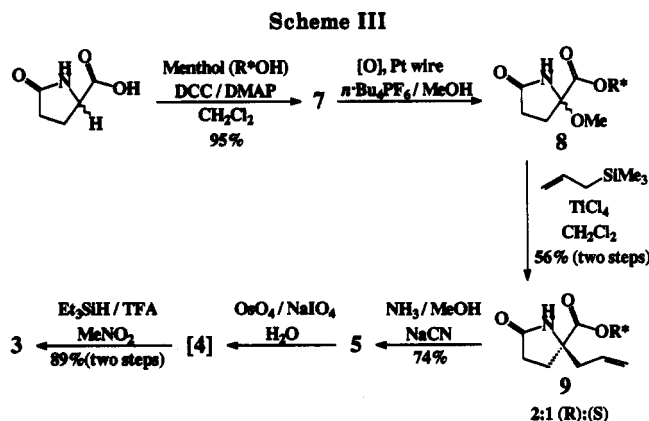 Scheme III
O H N O OH H
Menthol (R*OH)
DCC / DMAP
CH2Cl2
95%
7
[O], Pt wire
n-Bu4PF6 / MeOH
O H N O OR* OMe
8
SiMe3
TiCl4
CH2Cl2
56% (two steps)
O H N O OR*
9
2:1 (R):(S)
NH3 / MeOH
NaCN
74%
5
OsO4 / NaIO4
H2O
[4]
Et3SiH / TFA
MeNO2
89%(two steps)
3